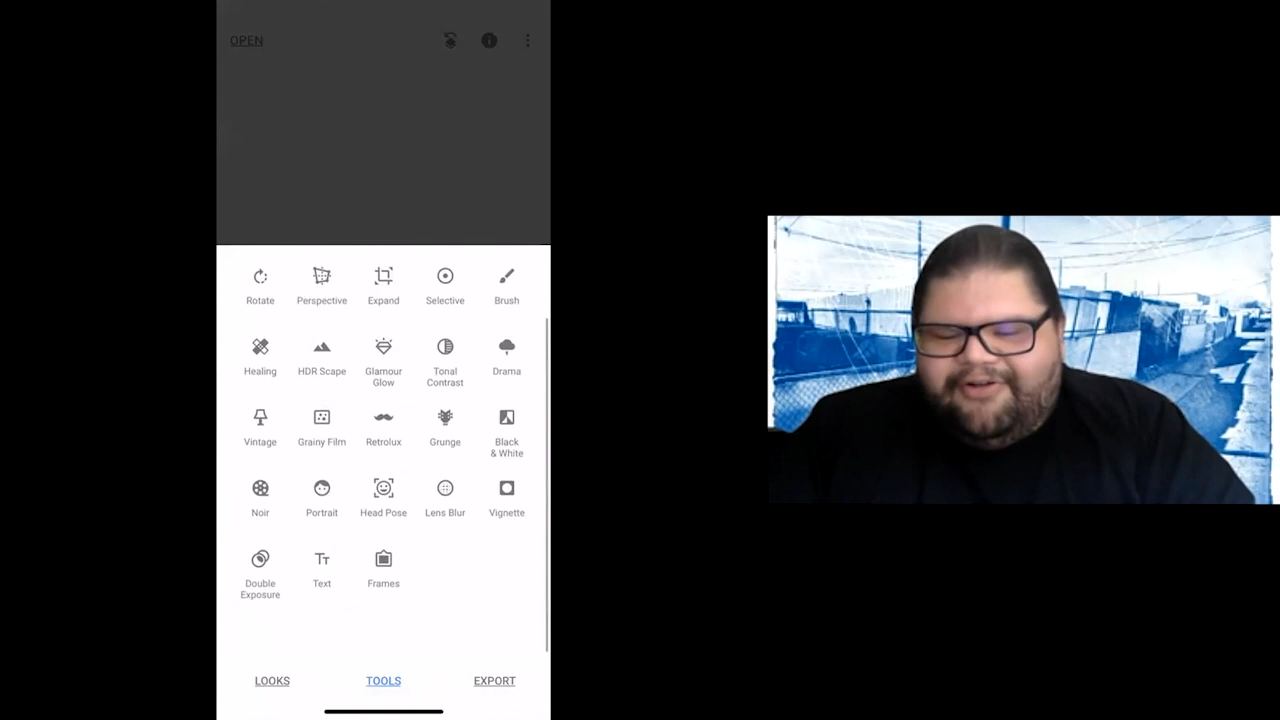 OPEN
Rotate Perspective Expand Selective Brush
Healing HDR Scape Glamour Glow Tonal Contrast Drama
Vintage Grainy Film Retrolux Grunge Black & White
Noir Portrait Head Pose Lens Blur Vignette
Double Exposure Text Frames
LOOKS TOOLS EXPORT